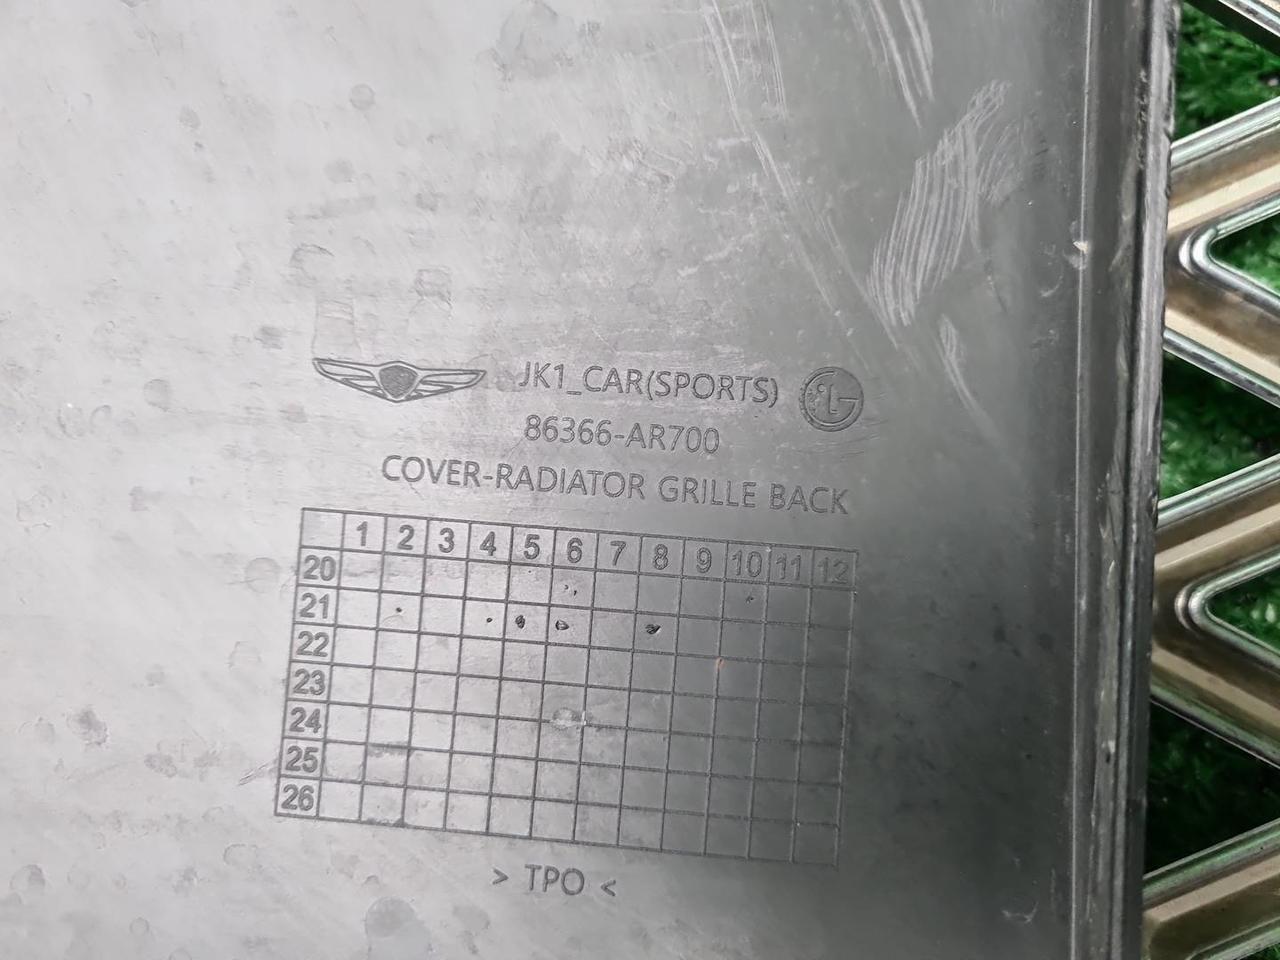 JK1_CAR(SPORTS) LG
86366-AR700
COVER-RADIATOR GRILLE BACK
1 2 3 4 5 6 7 8 9 10 11 12
20
21
22
23
24
25
26
> TPO <